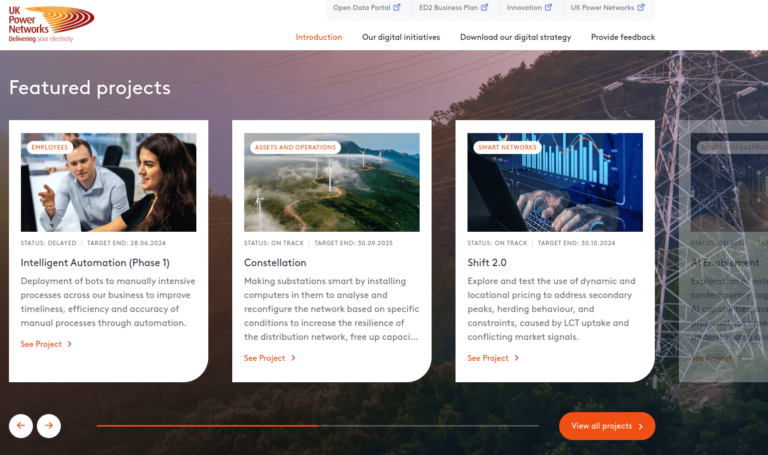 UK
Power
Networks
Delivering your electricity
Open Data Portal
ED2 Business Plan
Innovation
UK Power Networks
Introduction
Our digital initiatives
Download our digital strategy
Provide feedback
Featured projects
EMPLOYEES
STATUS: DELAYED | TARGET END: 28.06.2024
Intelligent Automation (Phase 1)
Deployment of bots to manually intensive
processes across our business to improve
timeliness, efficiency and accuracy of
manual processes through automation.
See Project
ASSETS AND OPERATIONS
STATUS: ON TRACK | TARGET END: 30.09.2025
Constellation
Making substations smart by installing
computers in them to analyse and
reconfigure the network based on specific
conditions to increase the resilience of
the distribution network, free up capaci...
See Project
SMART NETWORKS
STATUS: ON TRACK | TARGET END: 30.10.2024
Shift 2.0
Explore and test the use of dynamic and
locational pricing to address secondary
peaks, herding behaviour, and
constraints, caused by LCT uptake and
conflicting market signals.
See Project
AI Enablement
See Project
View all projects